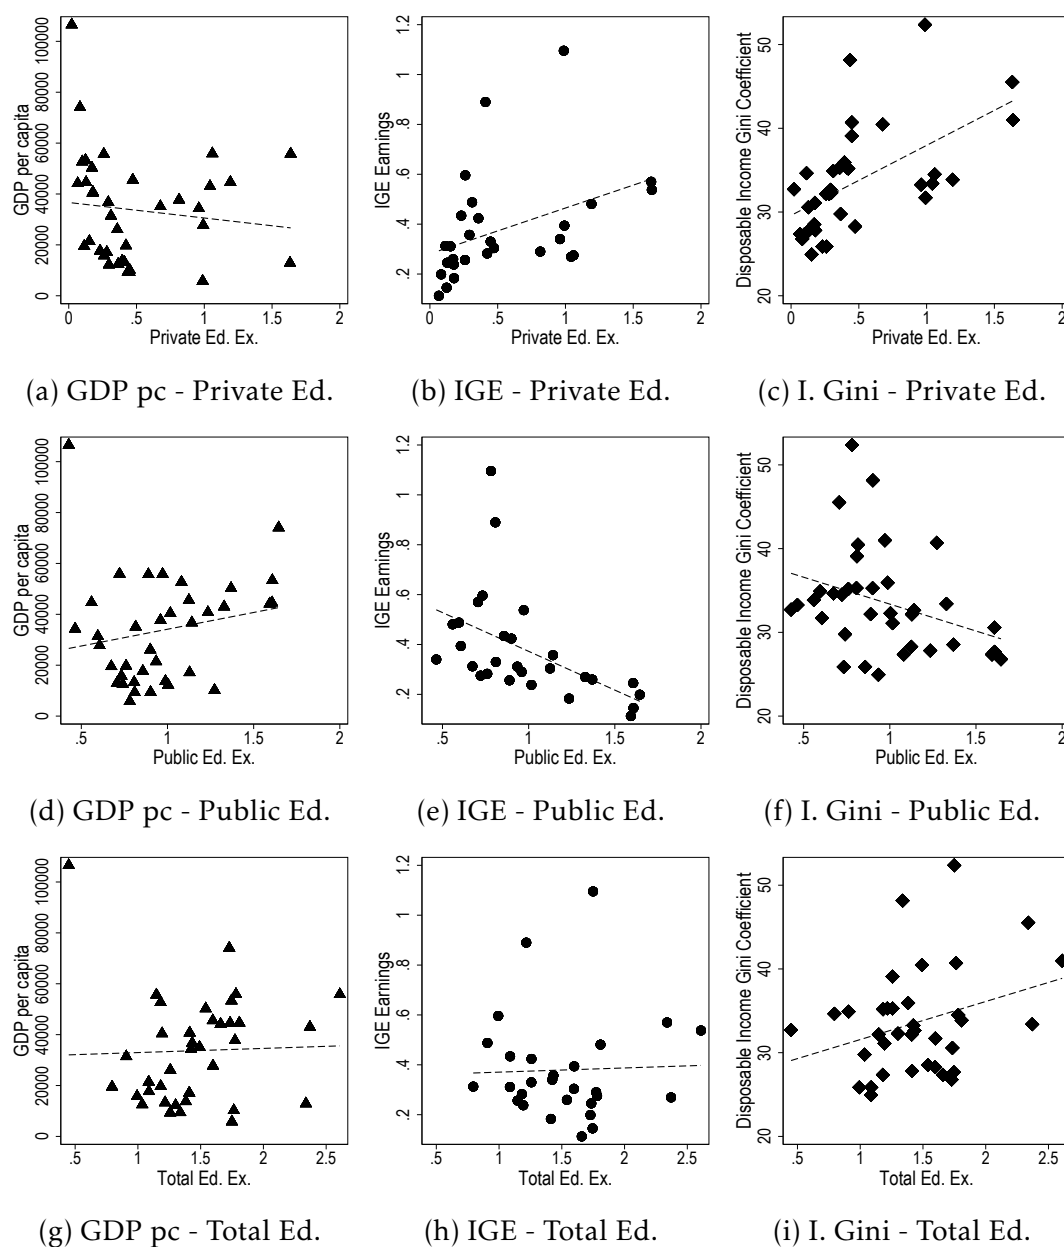 GDP per capita
0 20000 40000 60000 80000 100000
0 .5 1 1.5 2
Private Ed. Ex.
(a) GDP pc - Private Ed.
IGE Earnings
.2 .4 .6 .8 1 1.2
0 .5 1 1.5 2
Private Ed. Ex.
(b) IGE - Private Ed.
Disposable Income Gini Coefficient
20 30 40 50
0 .5 1 1.5 2
Private Ed. Ex.
(c) I. Gini - Private Ed.
GDP per capita
0 20000 40000 60000 80000 100000
.5 1 1.5 2
Public Ed. Ex.
(d) GDP pc - Public Ed.
IGE Earnings
.2 .4 .6 .8 1 1.2
.5 1 1.5 2
Public Ed. Ex.
(e) IGE - Public Ed.
Disposable Income Gini Coefficient
20 30 40 50
.5 1 1.5 2
Public Ed. Ex.
(f) I. Gini - Public Ed.
GDP per capita
0 20000 40000 60000 80000 100000
.5 1 1.5 2 2.5
Total Ed. Ex.
(g) GDP pc - Total Ed.
IGE Earnings
.2 .4 .6 .8 1 1.2
.5 1 1.5 2 2.5
Total Ed. Ex.
(h) IGE - Total Ed.
Disposable Income Gini Coefficient
20 30 40 50
.5 1 1.5 2 2.5
Total Ed. Ex.
(i) I. Gini - Total Ed.